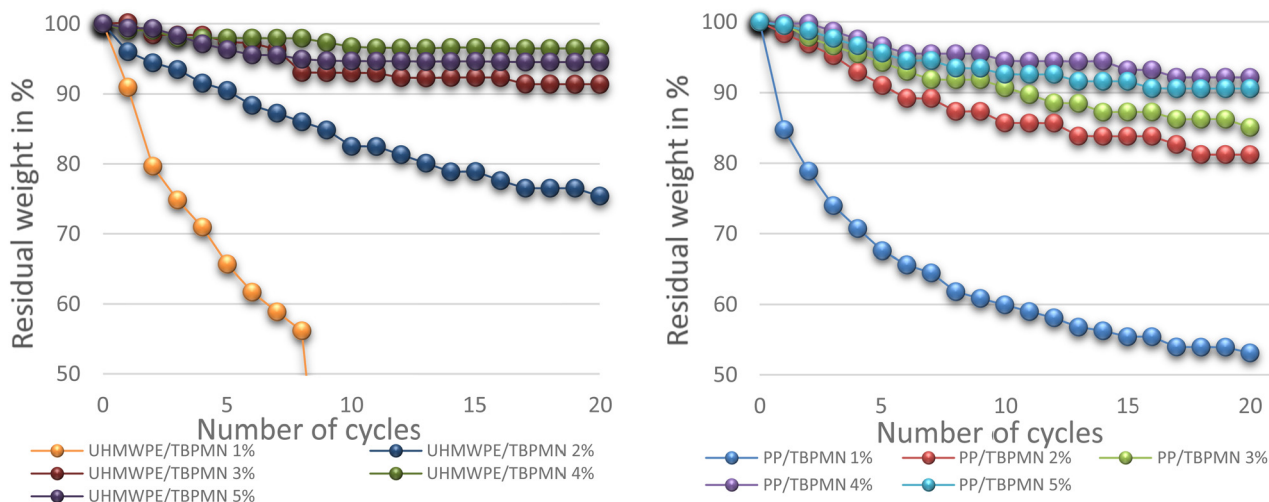 Residual weight in %
100
90
80
70
60
50
0
5
10
15
20
Number of cycles
UHMWPE/TBPMN 1%
UHMWPE/TBPMN 2%
UHMWPE/TBPMN 3%
UHMWPE/TBPMN 4%
UHMWPE/TBPMN 5%
Residual weight in %
100
90
80
70
60
50
0
5
10
15
20
Number of cycles
PP/TBPMN 1%
PP/TBPMN 2%
PP/TBPMN 3%
PP/TBPMN 4%
PP/TBPMN 5%